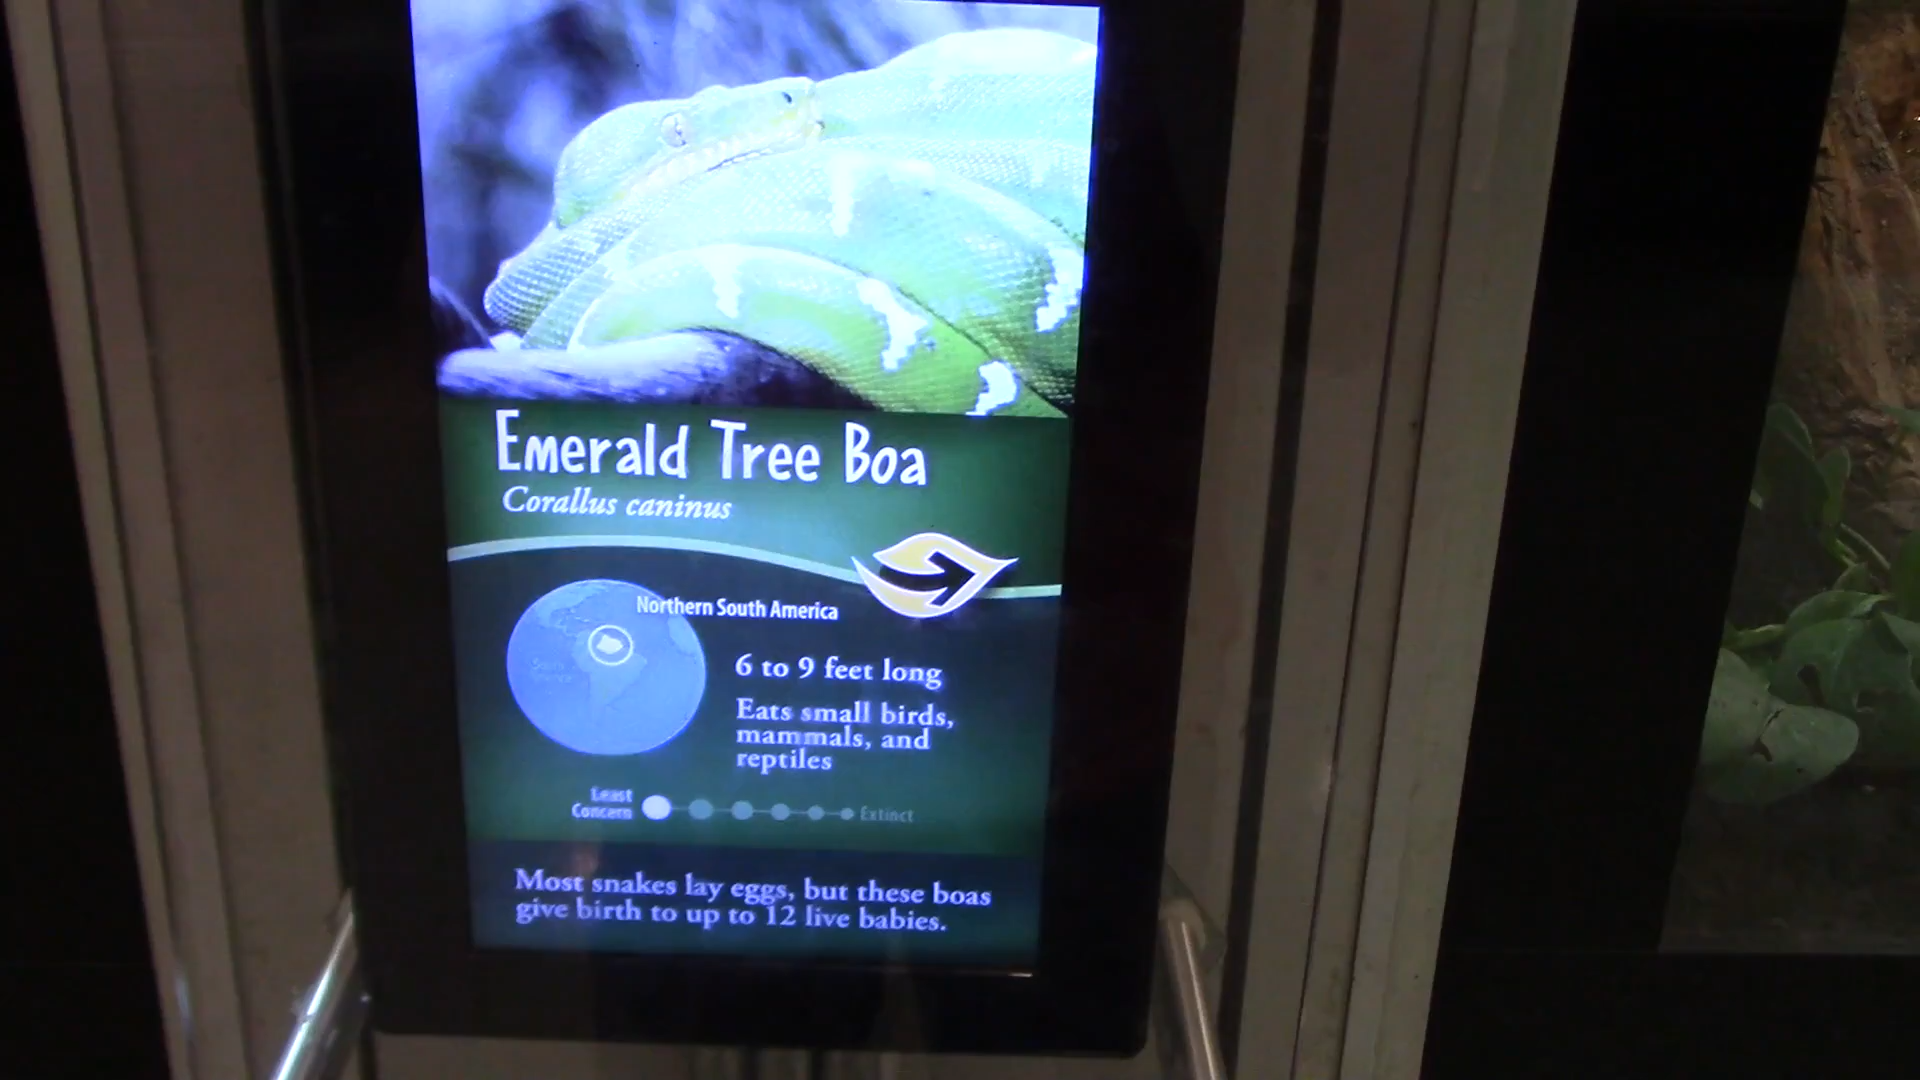 Emerald Tree Boa
Corallus caninus
Northern South America
6 to 9 feet long
Eats small birds,
mammals, and
reptiles
Least
Concern
Extinct
Most snakes lay eggs, but these boas
give birth to up to 12 live babies.